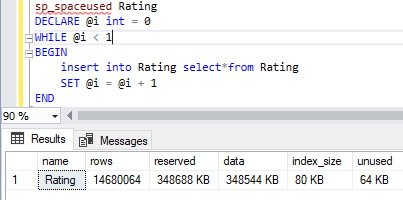 sp_spaceused Rating
DECLARE @i int = 0
WHILE @i < 1
BEGIN
insert into Rating select*from Rating
SET @i = @i + 1
END
90 %
Results Messages
name rows reserved data index_size unused
1 Rating 14680064 348688 KB 348544 KB 80 KB 64 KB